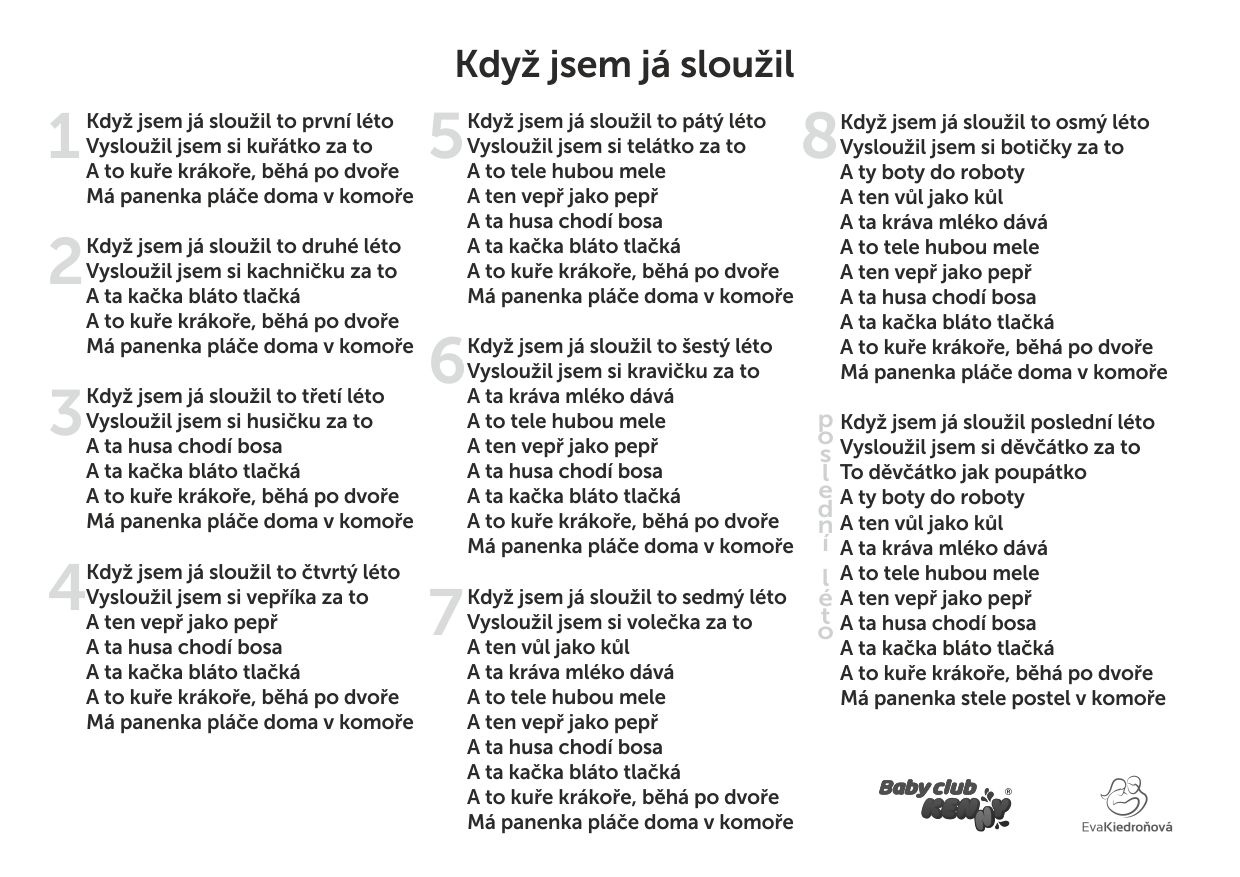 Když jsem já sloužil
1
Když jsem já sloužil to první léto
Vysloužil jsem si kuřátko za to
A to kuře krákoře, běhá po dvoře
Má panenka pláče doma v komoře
2
Když jsem já sloužil to druhé léto
Vysloužil jsem si kachničku za to
A ta kačka bláto tlačká
A to kuře krákoře, běhá po dvoře
Má panenka pláče doma v komoře
3
Když jsem já sloužil to třetí léto
Vysloužil jsem si husičku za to
A ta husa chodí bosa
A ta kačka bláto tlačká
A to kuře krákoře, běhá po dvoře
Má panenka pláče doma v komoře
4
Když jsem já sloužil to čtvrtý léto
Vysloužil jsem si vepříka za to
A ten vepř jako pepř
A ta husa chodí bosa
A ta kačka bláto tlačká
A to kuře krákoře, běhá po dvoře
Má panenka pláče doma v komoře
5
Když jsem já sloužil to pátý léto
Vysloužil jsem si telátko za to
A to tele hubou mele
A ten vepř jako pepř
A ta husa chodí bosa
A ta kačka bláto tlačká
A to kuře krákoře, běhá po dvoře
Má panenka pláče doma v komoře
6
Když jsem já sloužil to šestý léto
Vysloužil jsem si kravičku za to
A ta kráva mléko dává
A to tele hubou mele
A ten vepř jako pepř
A ta husa chodí bosa
A ta kačka bláto tlačká
A to kuře krákoře, běhá po dvoře
Má panenka pláče doma v komoře
7
Když jsem já sloužil to sedmý léto
Vysloužil jsem si volečka za to
A ten vůl jako kůl
A ta kráva mléko dává
A to tele hubou mele
A ten vepř jako pepř
A ta husa chodí bosa
A ta kačka bláto tlačká
A to kuře krákoře, běhá po dvoře
Má panenka pláče doma v komoře
8
Když jsem já sloužil to osmý léto
Vysloužil jsem si botičky za to
A ty boty do roboty
A ten vůl jako kůl
A ta kráva mléko dává
A to tele hubou mele
A ten vepř jako pepř
A ta husa chodí bosa
A ta kačka bláto tlačká
A to kuře krákoře, běhá po dvoře
Má panenka pláče doma v komoře
poslední léto
Když jsem já sloužil poslední léto
Vysloužil jsem si děvčátko za to
To děvčátko jak poupátko
A ty boty do roboty
A ten vůl jako kůl
A ta kráva mléko dává
A to tele hubou mele
A ten vepř jako pepř
A ta husa chodí bosa
A ta kačka bláto tlačká
A to kuře krákoře, běhá po dvoře
Má panenka stele postel v komoře
Baby club
KENNY ®
EvaKiedroňová